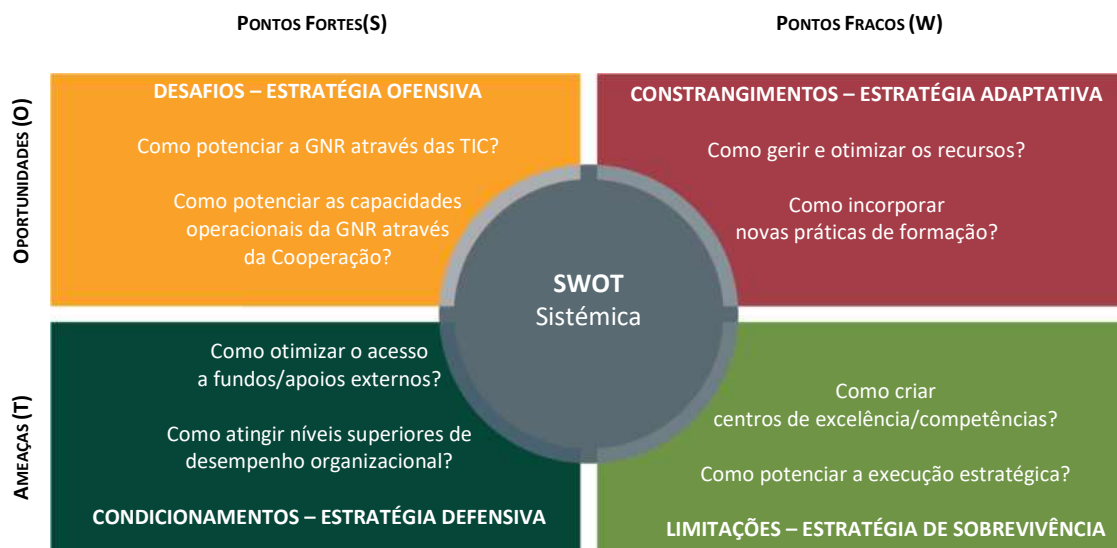 PONTOS FORTES(S)
PONTOS FRACOS (W)
OPORTUNIDADES (O)
DESAFIOS – ESTRATÉGIA OFENSIVA
Como potenciar a GNR através das TIC?
Como potenciar as capacidades
operacionais da GNR através
da Cooperação?
CONSTRANGIMENTOS – ESTRATÉGIA ADAPTATIVA
Como gerir e otimizar os recursos?
Como incorporar
novas práticas de formação?
SWOT
Sistémica
AMEAÇAS (T)
Como otimizar o acesso
a fundos/apoios externos?
Como atingir níveis superiores de
desempenho organizacional?
CONDICIONAMENTOS – ESTRATÉGIA DEFENSIVA
Como criar
centros de excelência/competências?
Como potenciar a execução estratégica?
LIMITAÇÕES – ESTRATÉGIA DE SOBREVIVÊNCIA